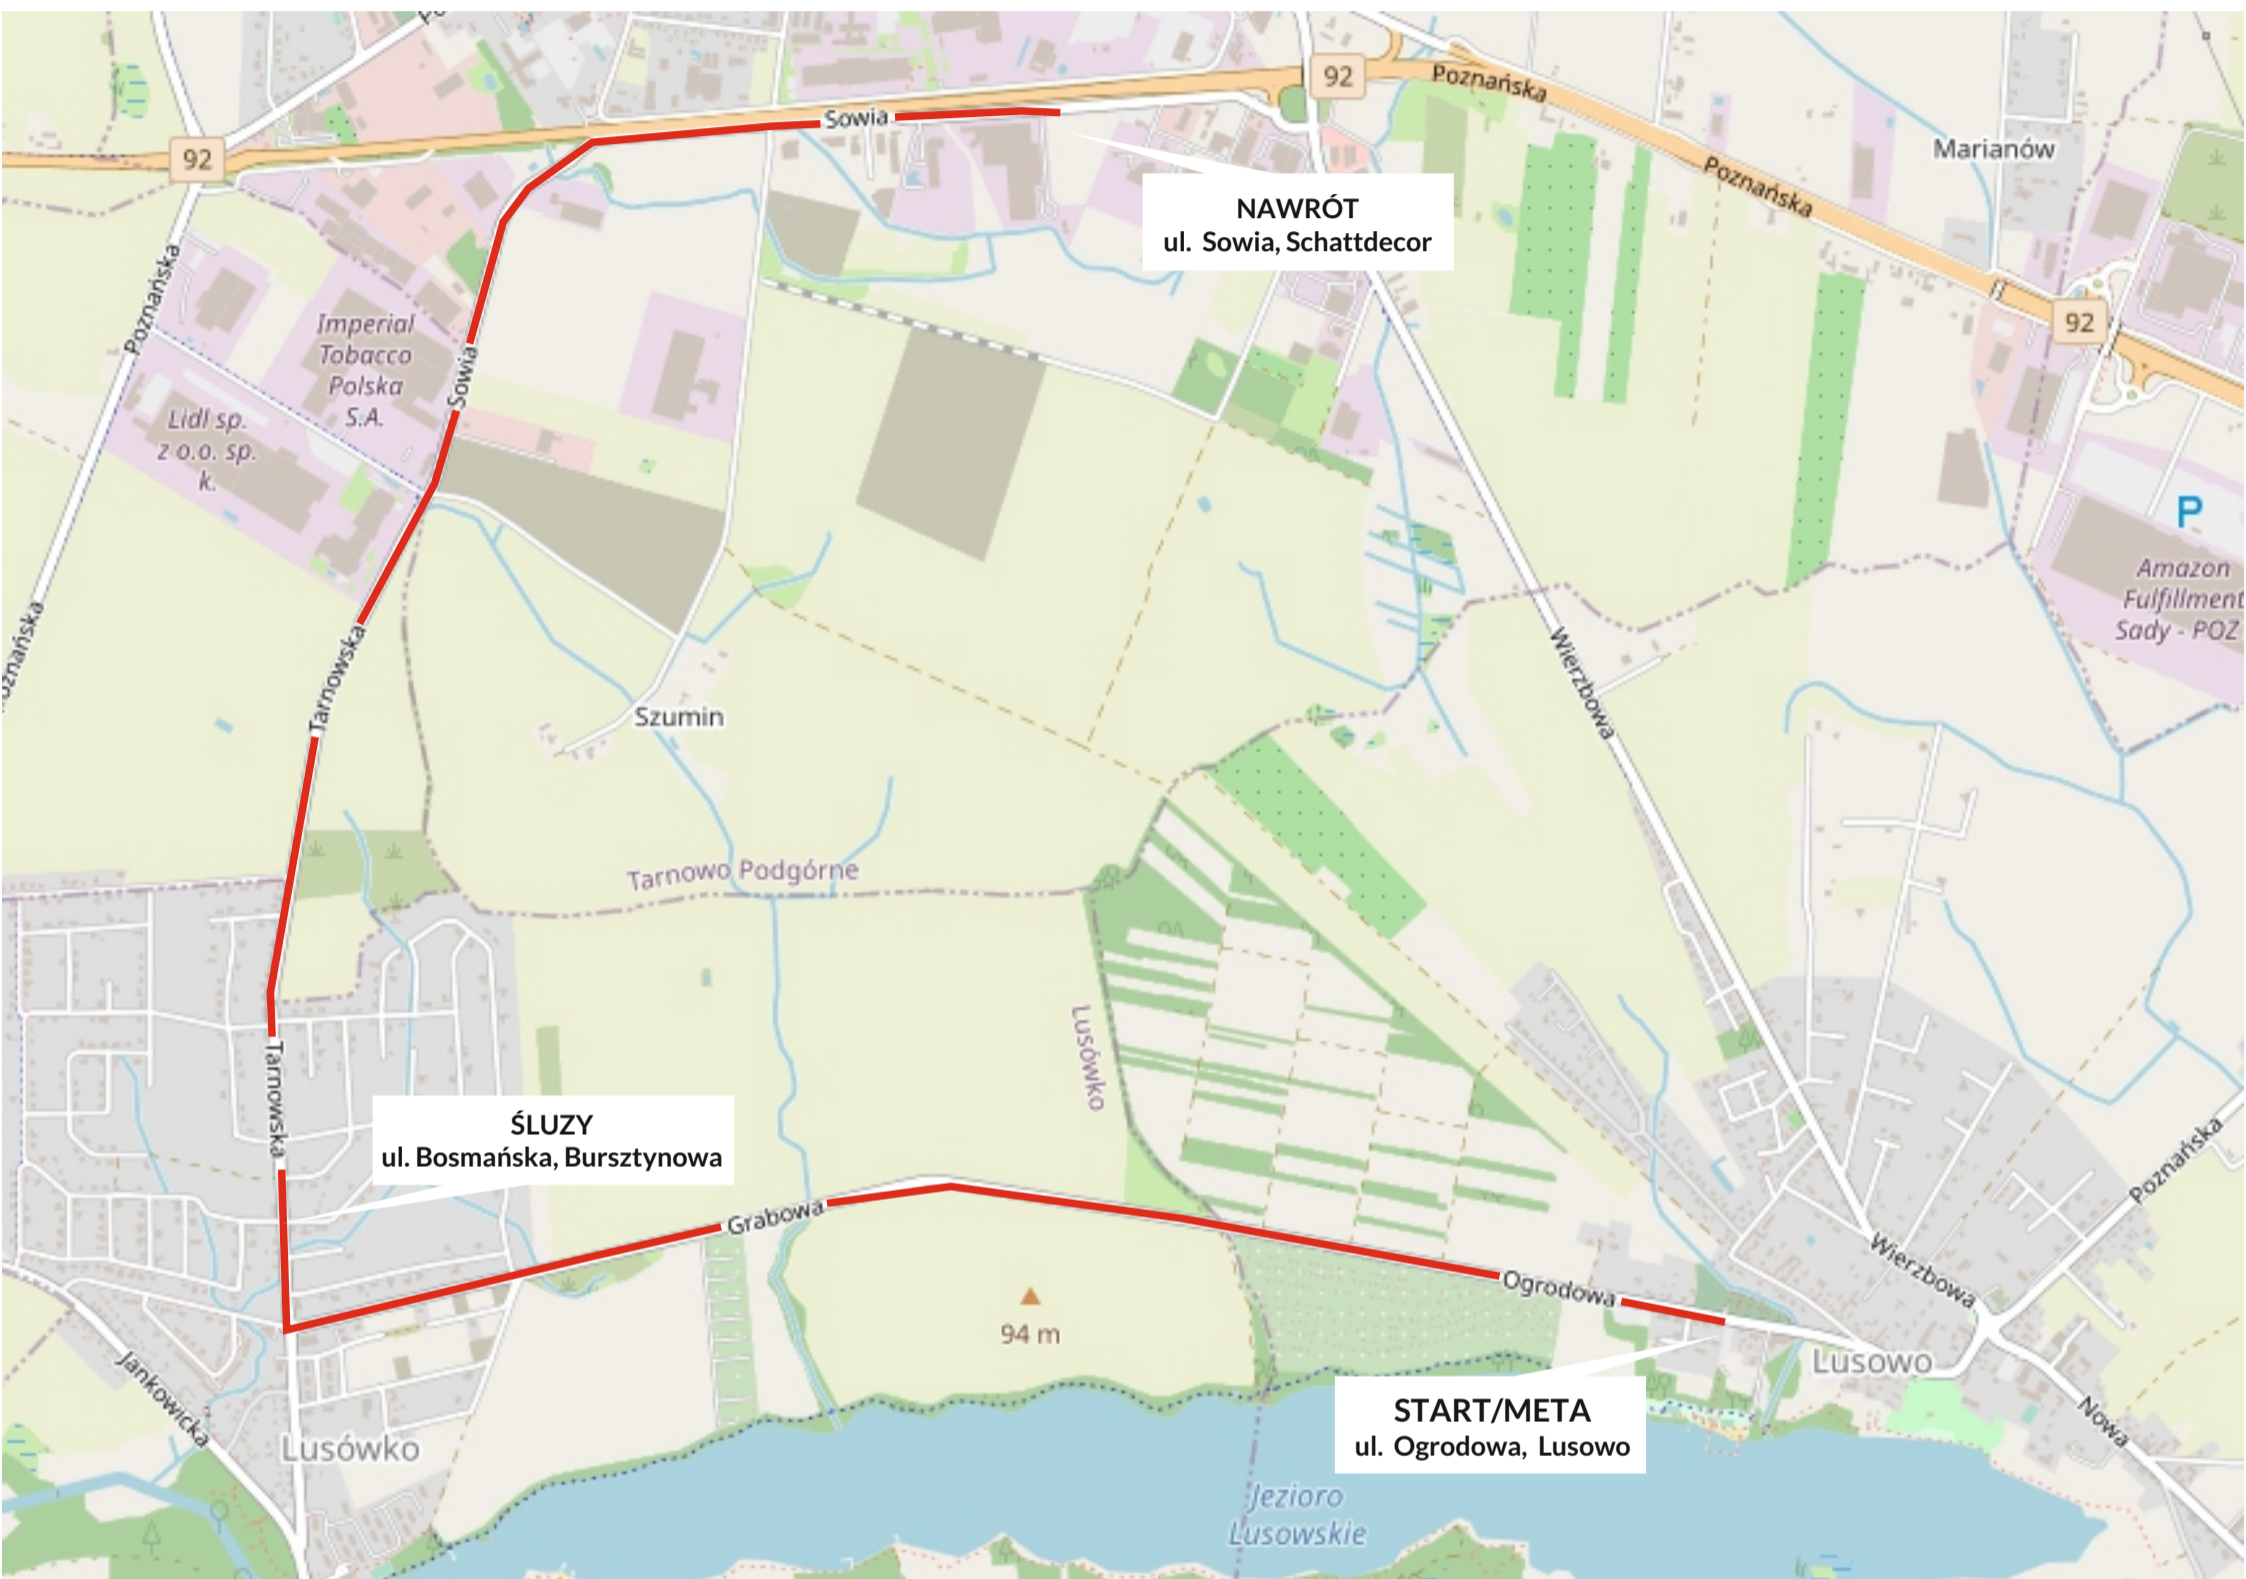 92
Poznańska
Sowia
Marianów
92
Poznańska
NAWRÓT
ul. Sowia, Schattdecor
Poznańska
Imperial
Tobacco
Polska
S.A.
92
Sowia
Lidl sp.
z o.o. sp.
k.
P
Amazon
Fulfillment
Sady - POZ
Tarnowska
Wierzbowa
Szumin
Tarnowo Podgórne
Lusówko
Tarnowska
ŚLUZY
ul. Bosmańska, Bursztynowa
Poznańska
Grabowa
Wierzbowa
Ogrodowa
94 m
Lusowo
Jankowicka
START/META
ul. Ogrodowa, Lusowo
Nowa
Lusówko
Jezioro
Lusowskie